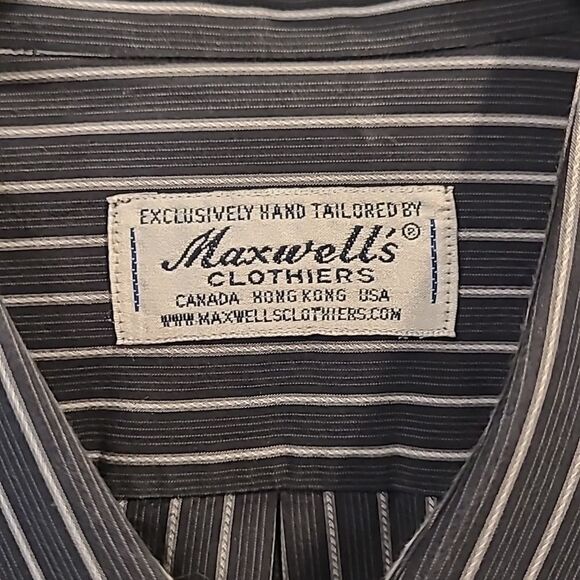 EXCLUSIVELY HAND TAILORED BY
Maxwell's®
CLOTHIERS
CANADA HONG KONG USA
WWW.MAXWELLSCLOTHIERS.COM